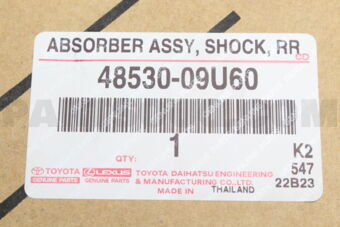 ABSORBER ASSY, SHOCK, RR
CD
48530-09U60
1
QTY:
K2
547
22B23
TOYOTA
GENUINE PARTS
LEXUS
GENUINE PARTS
TOYOTA DAIHATSU ENGINEERING
& MANUFACTURING CO.,LTD.
MADE IN THAILAND